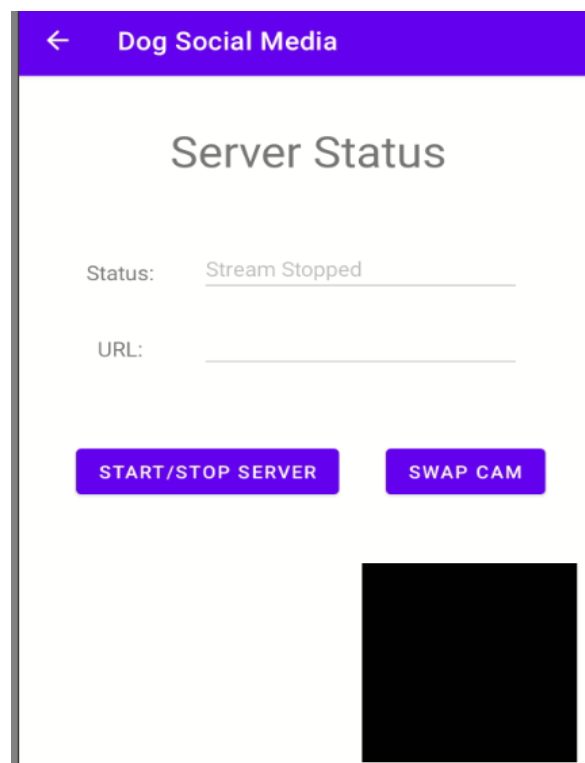 Dog Social Media
Server Status
Status: Stream Stopped
URL:
START/STOP SERVER SWAP CAM